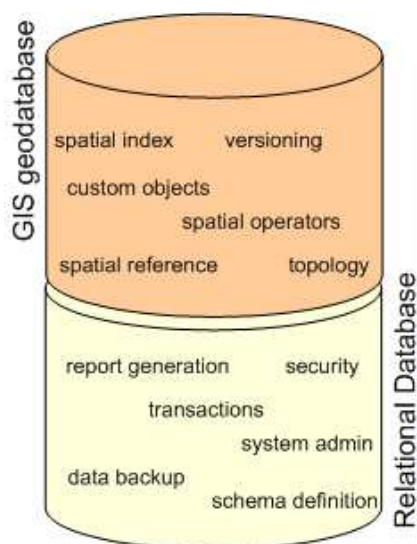 GIS geodatabase
spatial index versioning
custom objects
spatial operators
spatial reference topology
Relational Database
report generation security
transactions
system admin
data backup
schema definition